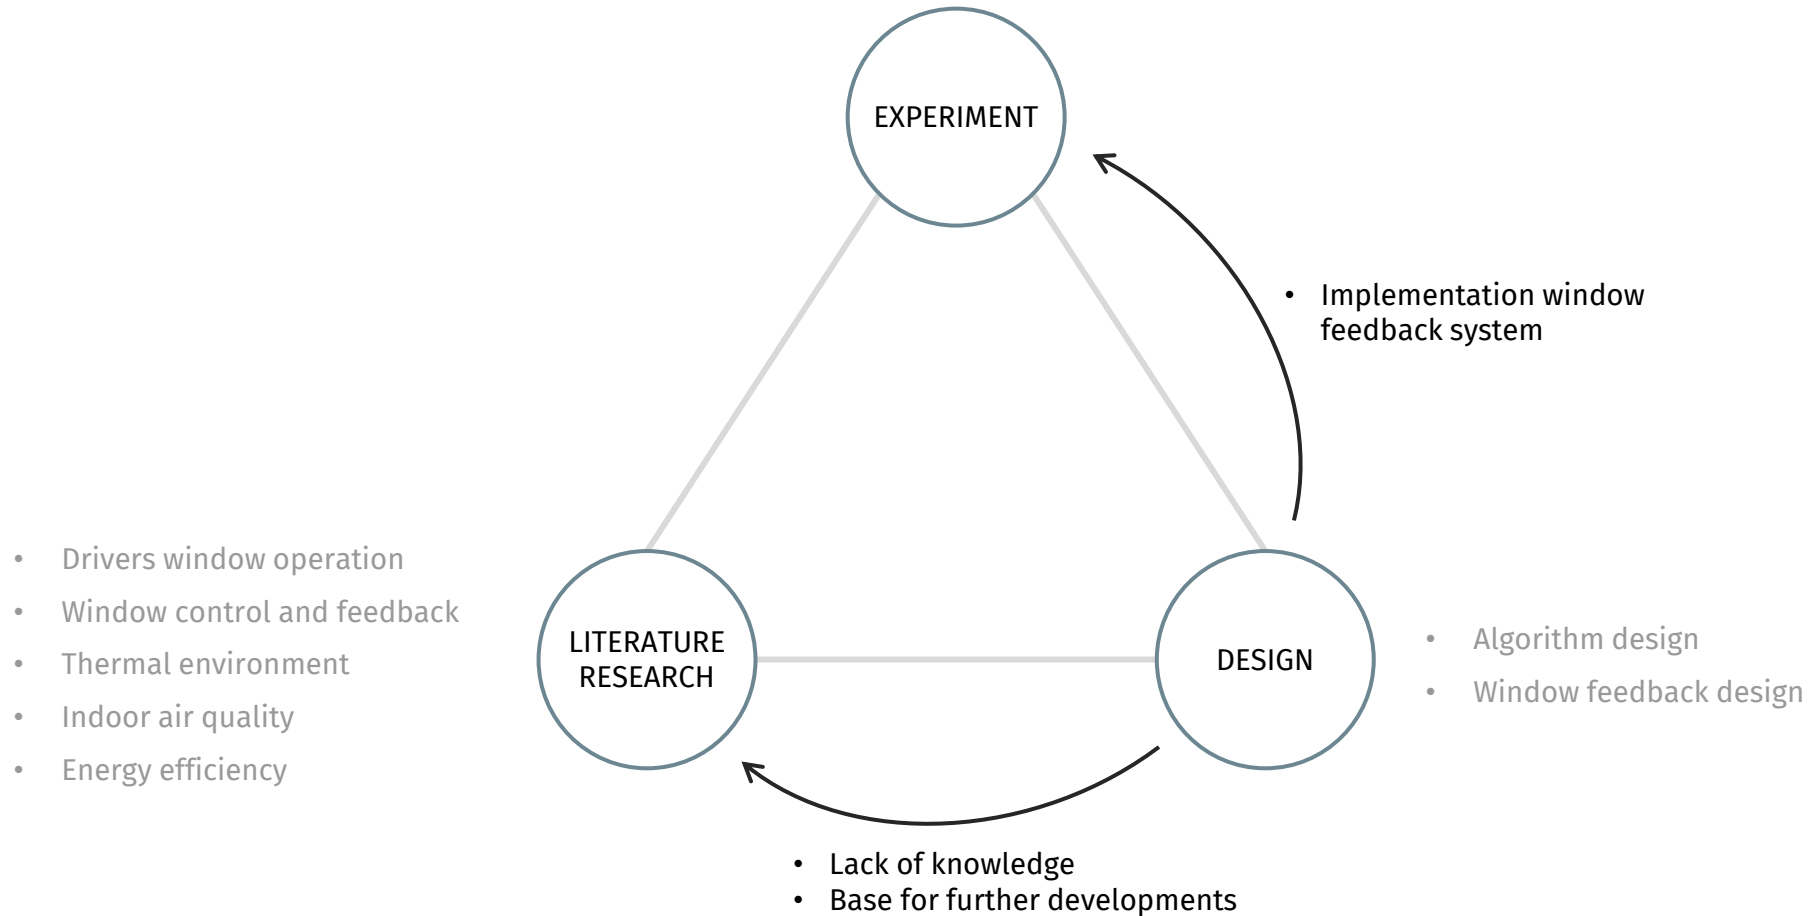 EXPERIMENT
• Implementation window
feedback system
• Drivers window operation
• Window control and feedback
• Thermal environment
• Indoor air quality
• Energy efficiency
LITERATURE
RESEARCH
DESIGN
• Algorithm design
• Window feedback design
• Lack of knowledge
• Base for further developments